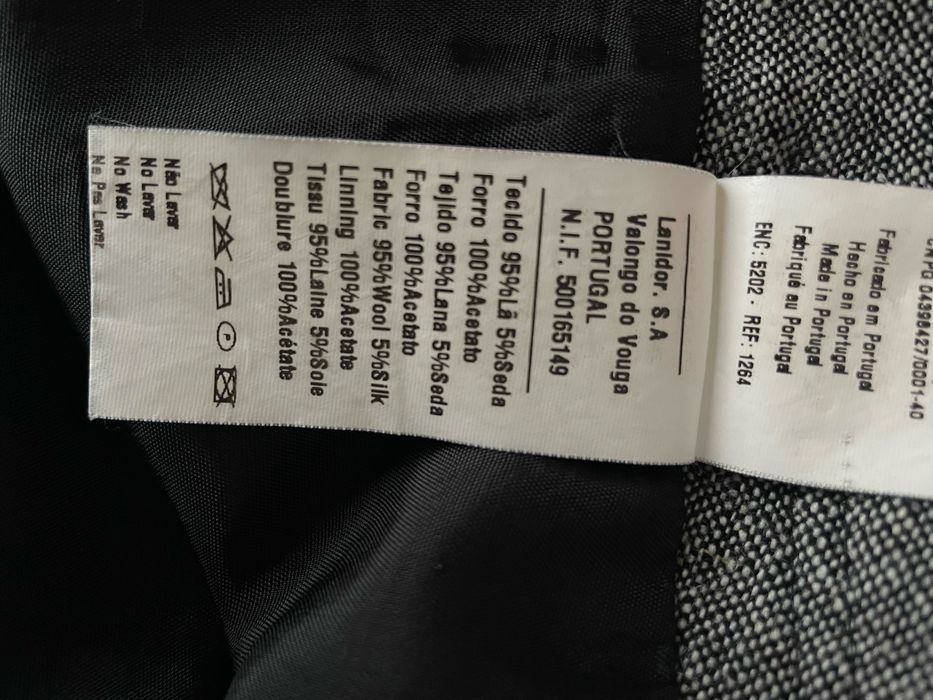 04998427/0001-40
Fabricado em Portugal
Hecho en Portugal
Made in Portugal
Fabriqué au Portugal
ENC: 5202 - REF: 1264
Lanidor. S.A
Valongo do Vouga
PORTUGAL
N.I.F. 500165149
Tecido 95%Lã 5%Seda
Forro 100%Acetato
Tejido 95%Lana 5%Seda
Forro 100%Acetato
Fabric 95%Wool 5%Silk
Linning 100%Acetate
Tissu 95%Laine 5%Soie
Doublure 100%Acétate
P
Não Lavar
No Lavar
No Wash
Ne Pas Laver